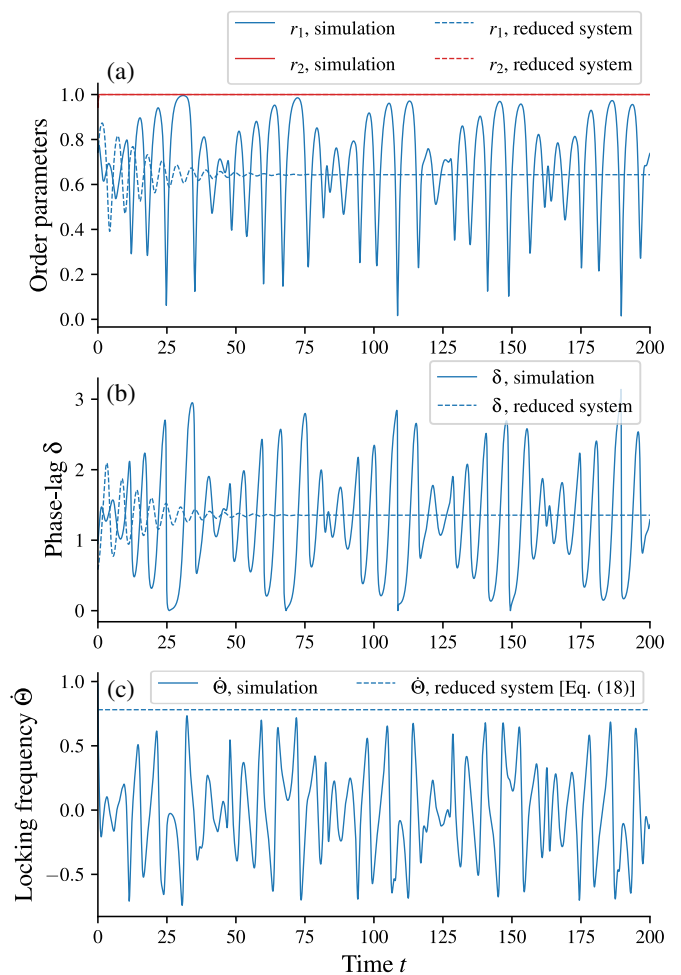 r₁, simulation r₁, reduced system
r₂, simulation r₂, reduced system
(a)
Order parameters
1.0
0.8
0.6
0.4
0.2
0.0
0 25 50 75 100 125 150 175 200
(b)
δ, simulation
δ, reduced system
Phase-lag δ
3
2
1
0
0 25 50 75 100 125 150 175 200
(c)
Θ̇, simulation Θ̇, reduced system [Eq. (18)]
Locking frequency Θ̇
1.0
0.5
0.0
−0.5
0 25 50 75 100 125 150 175 200
Time t